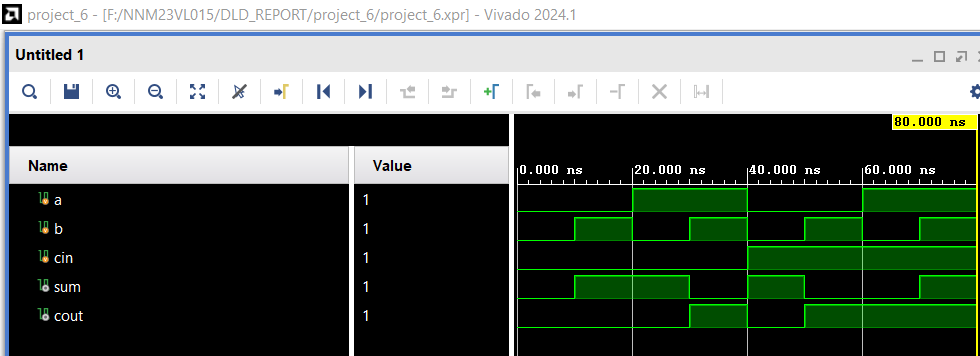 project_6 - [F:/NNM23VL015/DLD_REPORT/project_6/project_6.xpr] - Vivado 2024.1
Untitled 1
80.000 ns
Name Value
0.000 ns 20.000 ns 40.000 ns 60.000 ns
a 1
b 1
cin 1
sum 1
cout 1